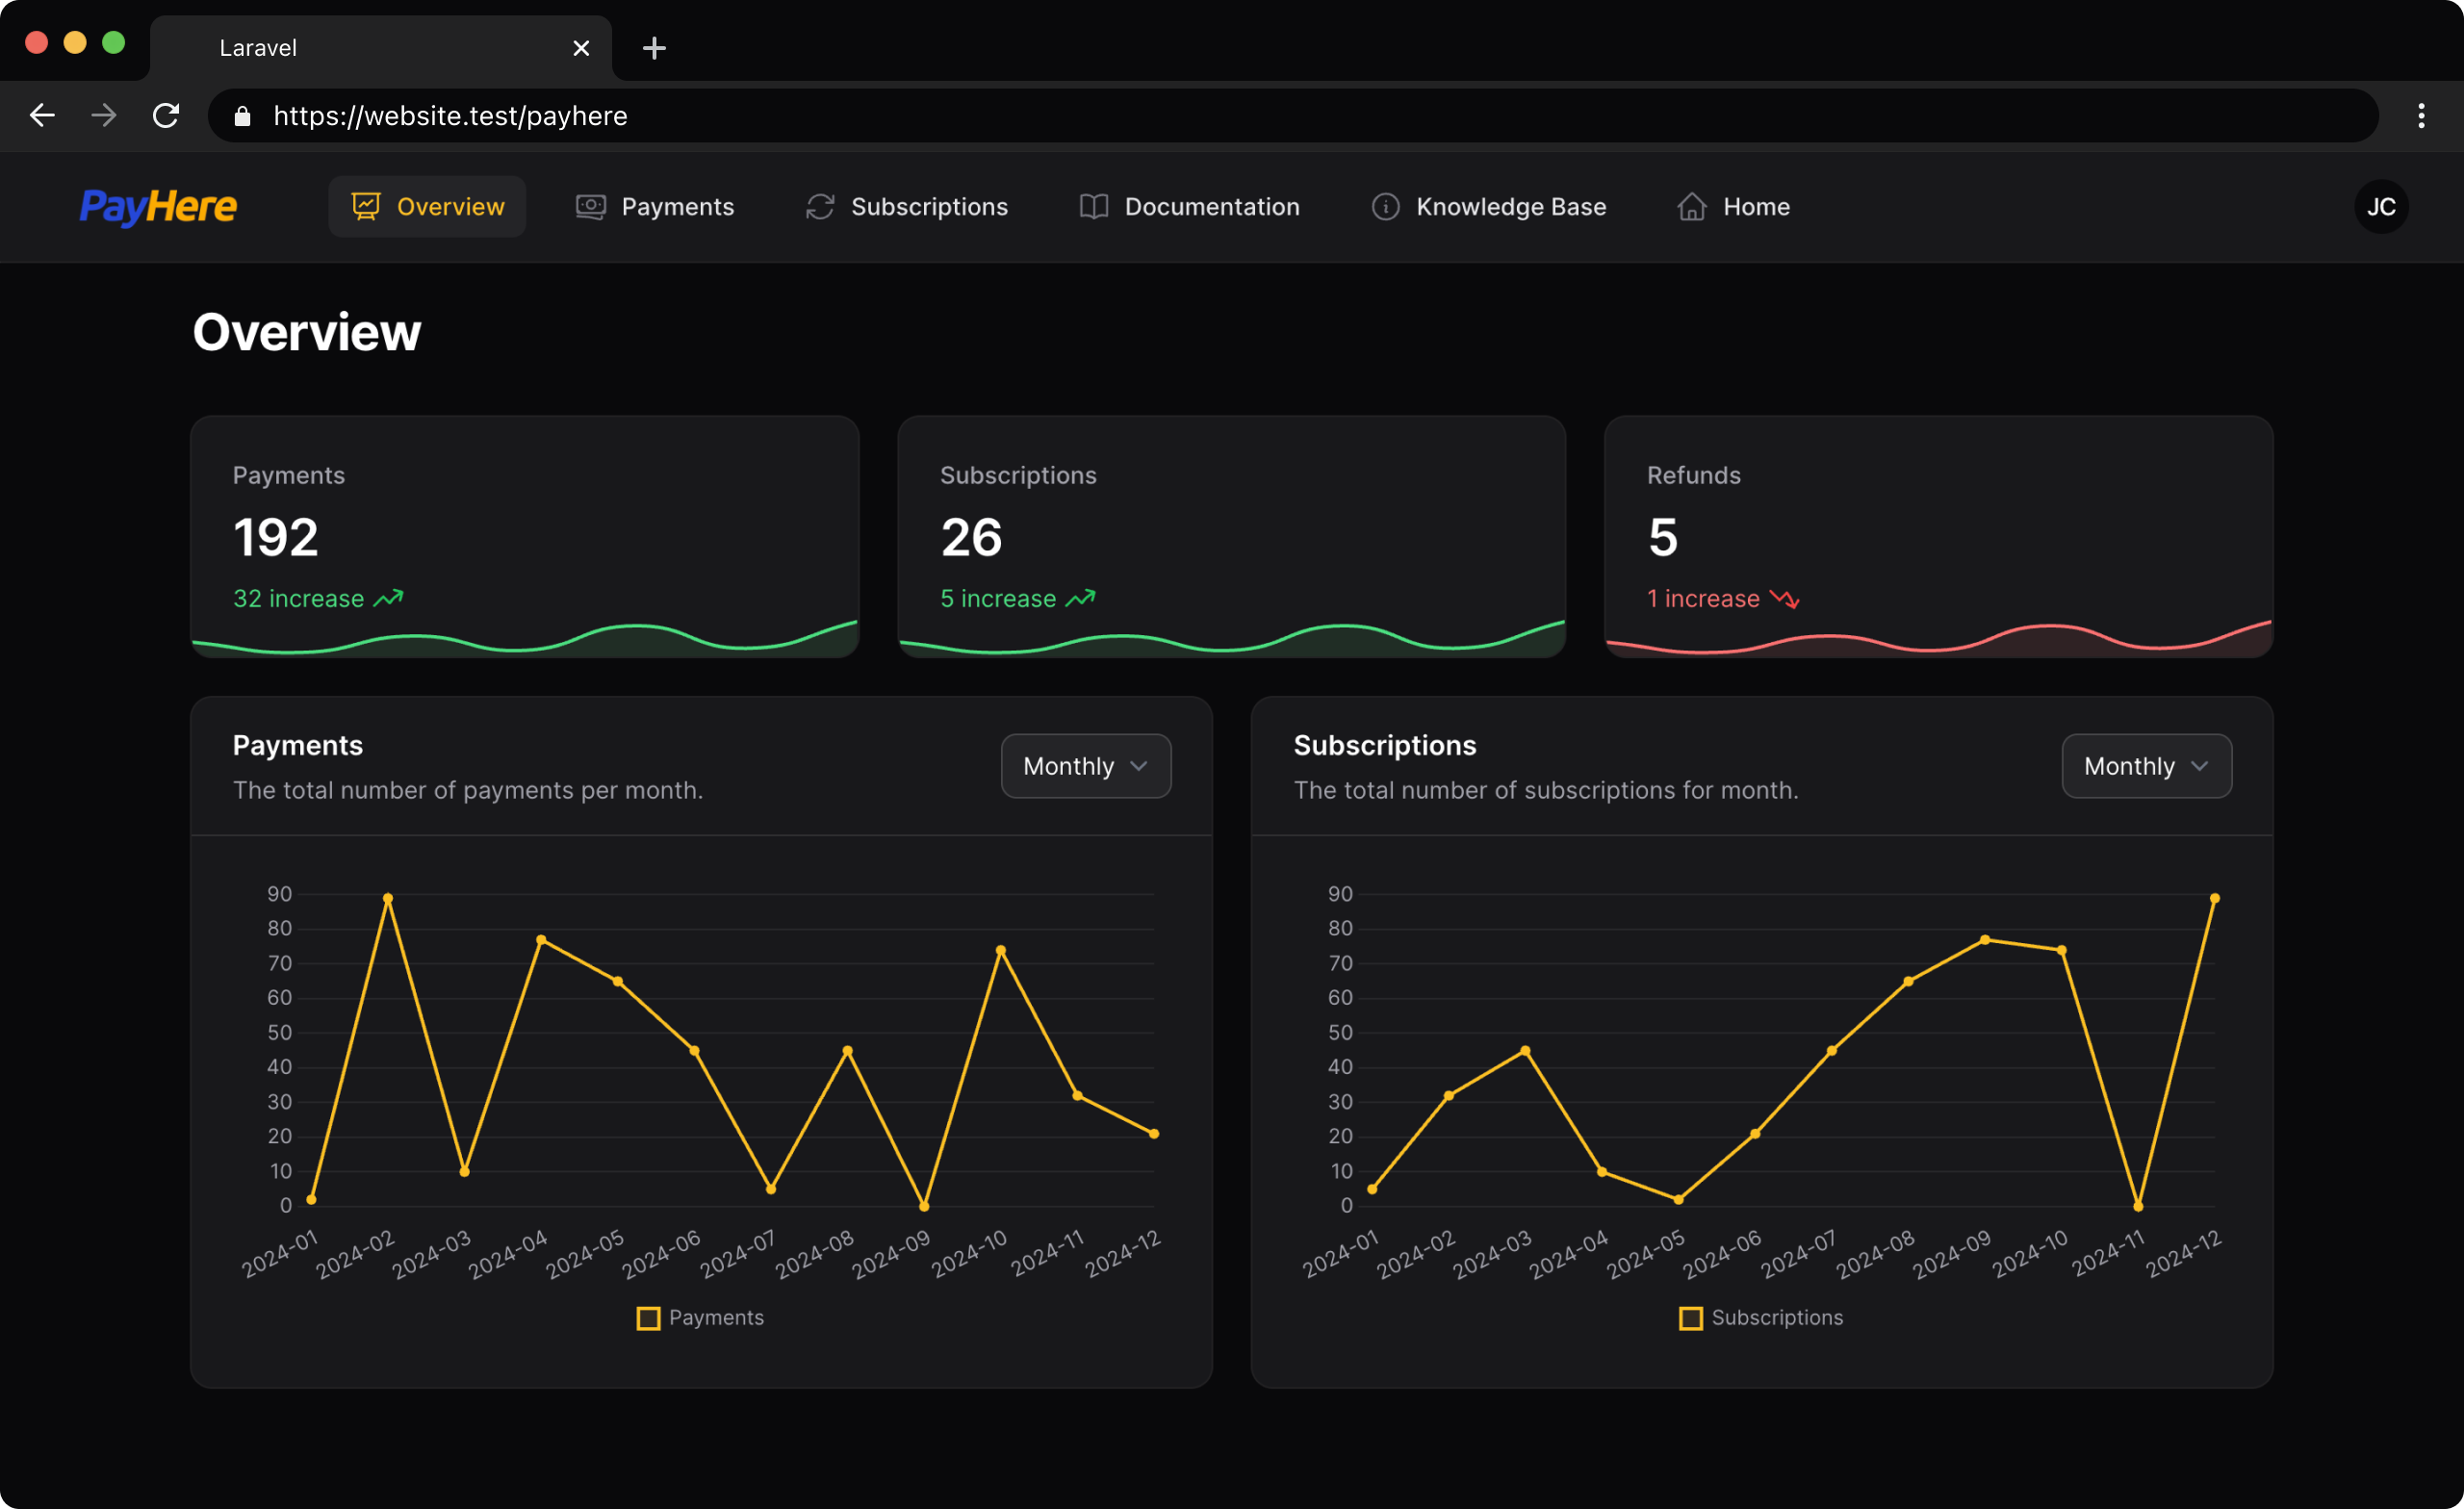 Laravel
https://website.test/payhere
PayHere
Overview
Payments
Subscriptions
Documentation
Knowledge Base
Home
JC
Overview
Payments
192
32 increase
Subscriptions
26
5 increase
Refunds
5
1 increase
Payments
The total number of payments per month.
Monthly
90
80
70
60
50
40
30
20
10
0
2024-01
2024-02
2024-03
2024-04
2024-05
2024-06
2024-07
2024-08
2024-09
2024-10
2024-11
2024-12
Payments
Subscriptions
The total number of subscriptions for month.
Monthly
90
80
70
60
50
40
30
20
10
0
2024-01
2024-02
2024-03
2024-04
2024-05
2024-06
2024-07
2024-08
2024-09
2024-10
2024-11
2024-12
Subscriptions